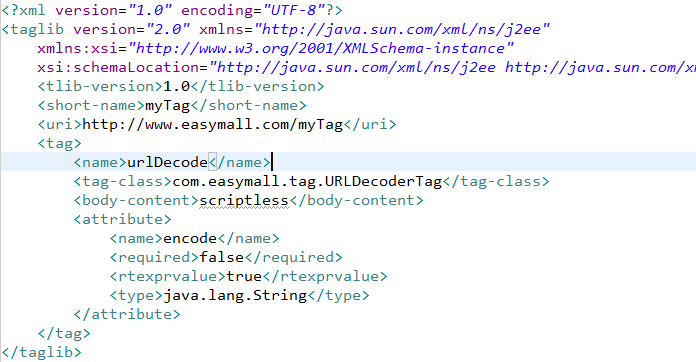 <?xml version="1.0" encoding="UTF-8"?>
<taglib version="2.0" xmlns="http://java.sun.com/xml/ns/j2ee"
    xmlns:xsi="http://www.w3.org/2001/XMLSchema-instance"
    xsi:schemaLocation="http://java.sun.com/xml/ns/j2ee http://java.sun.com/x
    <tlib-version>1.0</tlib-version>
    <short-name>myTag</short-name>
    <uri>http://www.easymall.com/myTag</uri>
    <tag>
        <name>urlDecode</name>
        <tag-class>com.easymall.tag.URLDecoderTag</tag-class>
        <body-content>scriptless</body-content>
        <attribute>
            <name>encode</name>
            <required>false</required>
            <rtexprvalue>true</rtexprvalue>
            <type>java.lang.String</type>
        </attribute>
    </tag>
</taglib>